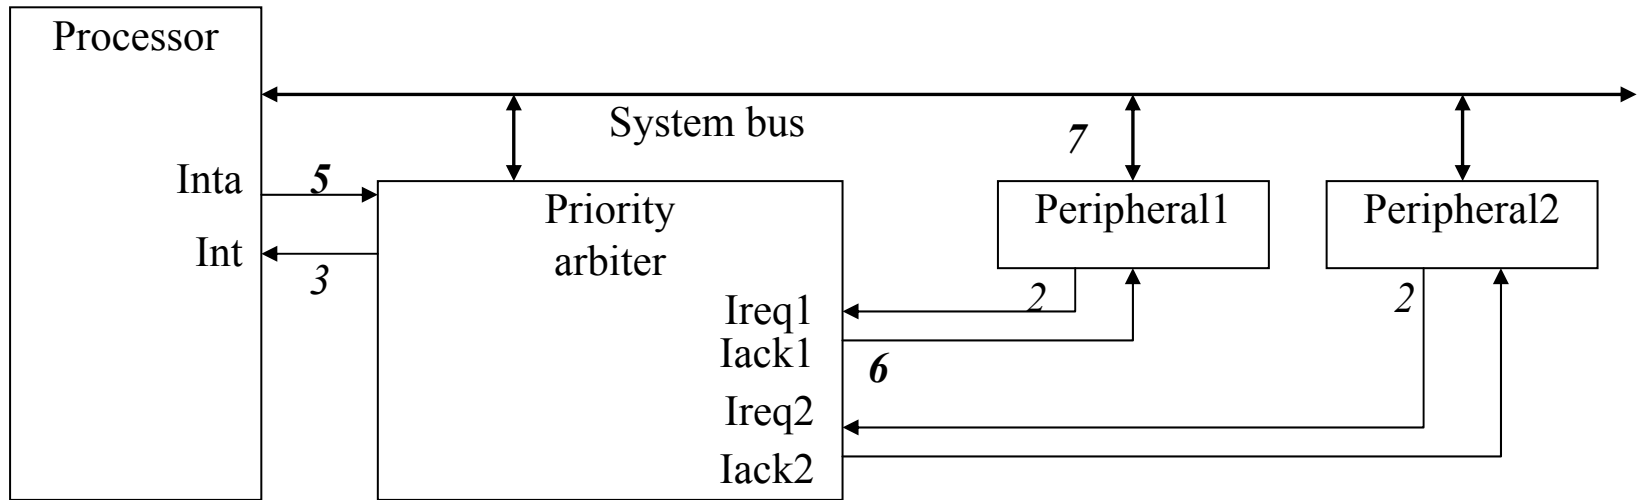 Processor
System bus
7
Inta
5
Priority
arbiter
Peripheral1
Peripheral2
Int
3
2
2
Ireq1
Iack1
6
Ireq2
Iack2